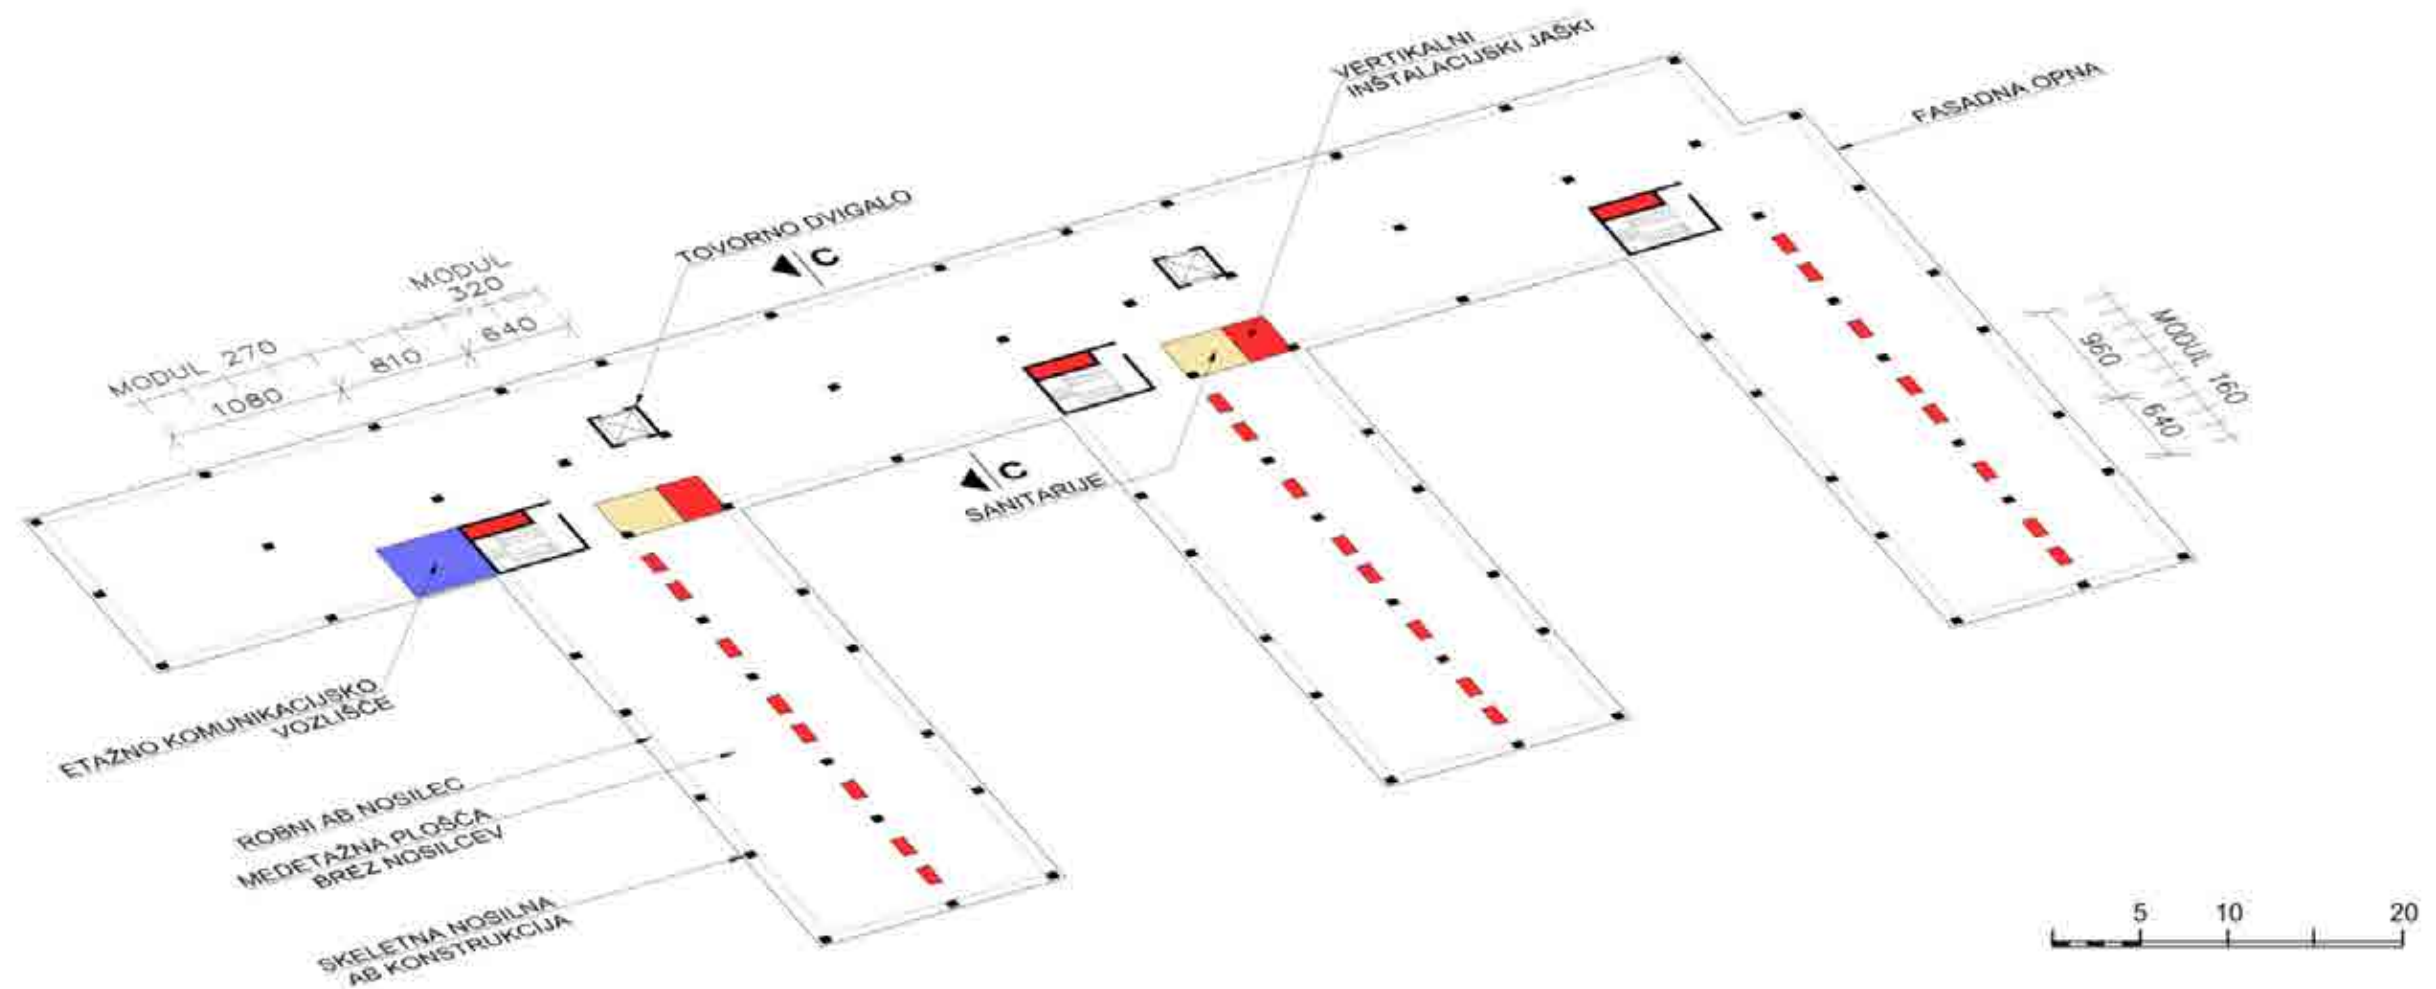 VERTIKALNI
INŠTALACIJSKI JAŠKI
FASADNA OPNA
TOVORNO DVIGALO
C
MODUL
320
MODUL 270
640
810
1080
MODUL 160
960
640
C
SANITARIJE
ETAŽNO KOMUNIKACIJSKO
VOZLIŠČE
ROBNI AB NOSILEC
MEDETAŽNA PLOŠČA
BREZ NOSILCEV
SKELETNA NOSILNA
AB KONSTRUKCIJA
5 10 20